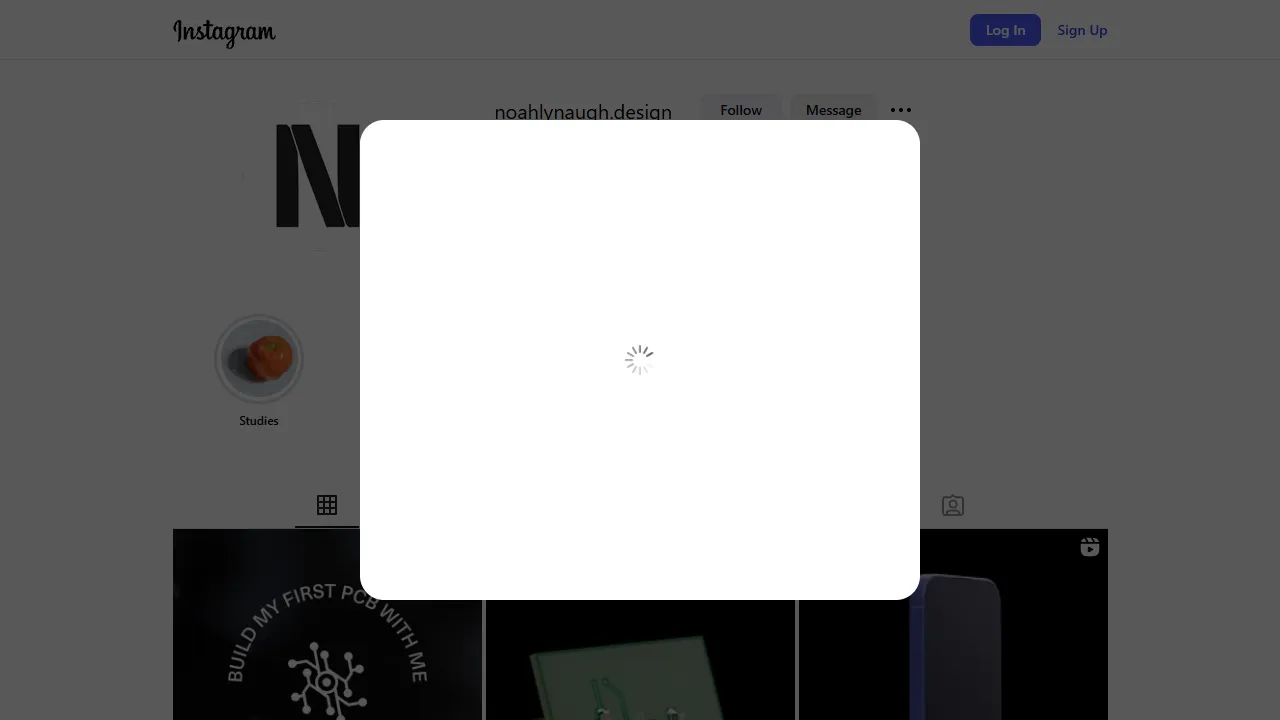 Instagram
Log In
Sign Up
noahlynaugh.design
Follow
Message
N
Studies
BUILD MY FIRST PCB WITH ME